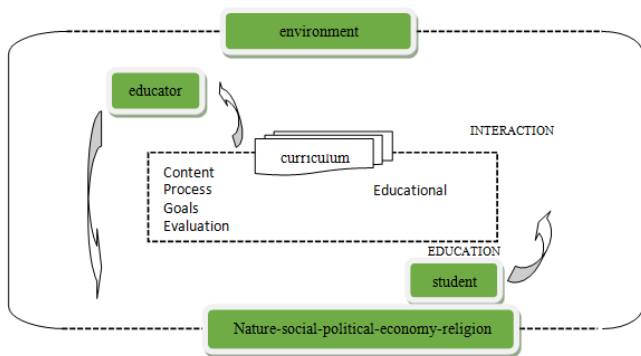 environment
educator
INTERACTION
curriculum
Content
Process
Educational
Goals
Evaluation
EDUCATION
student
Nature-social-political-economy-religion